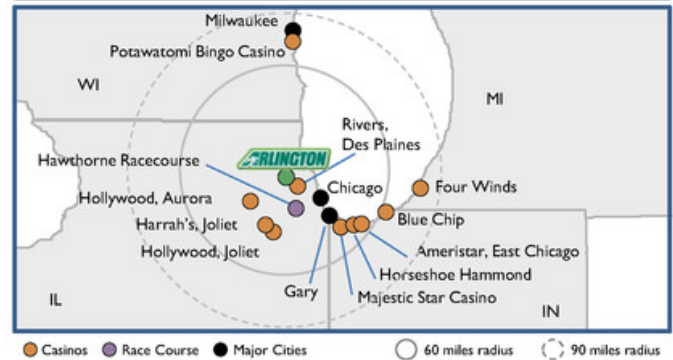 Milwaukee
Potawatomi Bingo Casino
WI
MI
Rivers,
Des Plaines
ARLINGTON
Hawthorne Racecourse
Chicago
Four Winds
Hollywood, Aurora
Blue Chip
Harrah's, Joliet
Hollywood, Joliet
Ameristar, East Chicago
Horseshoe Hammond
Gary
Majestic Star Casino
IL
IN
Casinos
Race Course
Major Cities
60 miles radius
90 miles radius